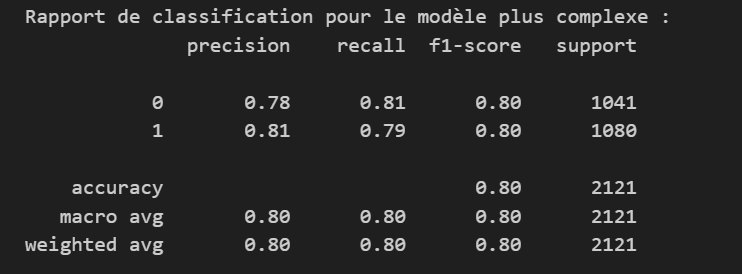 Rapport de classification pour le modèle plus complexe :
precision recall f1-score support
0 0.78 0.81 0.80 1041
1 0.81 0.79 0.80 1080
accuracy 0.80 2121
macro avg 0.80 0.80 0.80 2121
weighted avg 0.80 0.80 0.80 2121